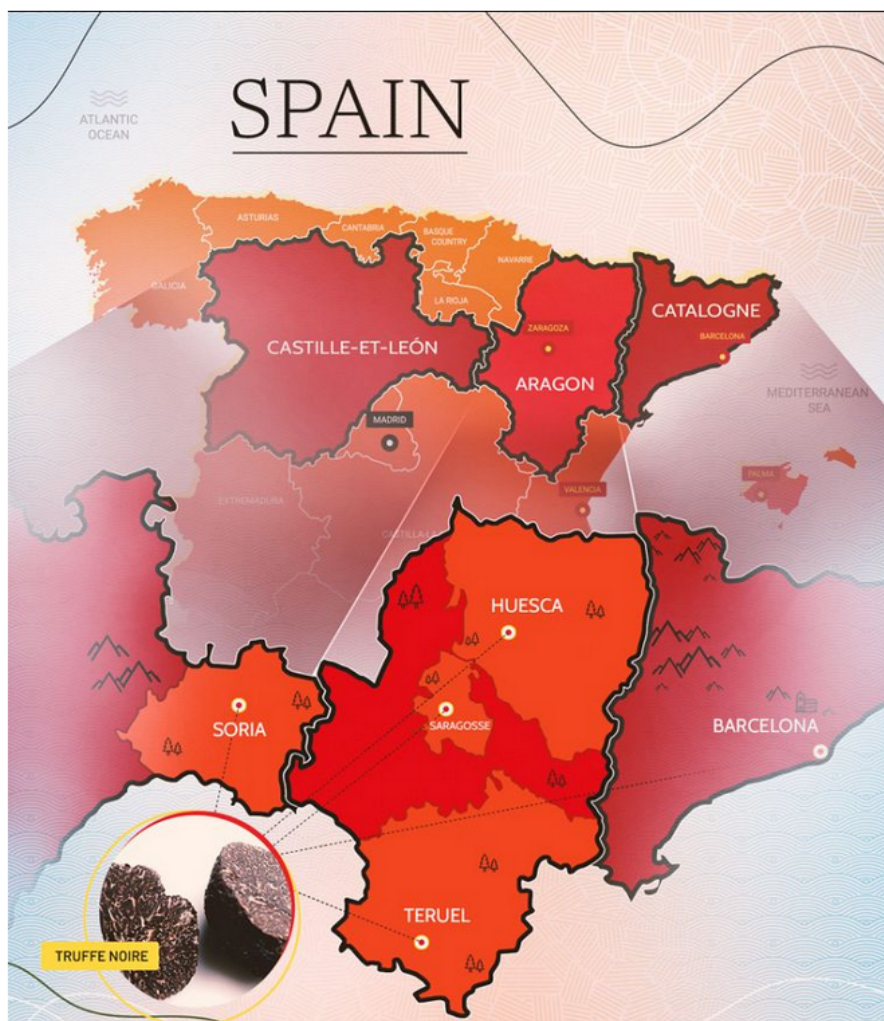 SPAIN
ATLANTIC
OCEAN
ASTURIAS
CANTABRIA
BASQUE
COUNTRY
NAVARRE
GALICIA
LA RIOJA
CATALOGNE
ZARAGOZA
BARCELONA
CASTILLE-ET-LEÓN
ARAGON
MEDITERRANEAN
SEA
MADRID
PALMA
EXTREMADURA
VALENCIA
HUESCA
SORIA
SARAGOSSE
BARCELONA
TERUEL
TRUFFE NOIRE